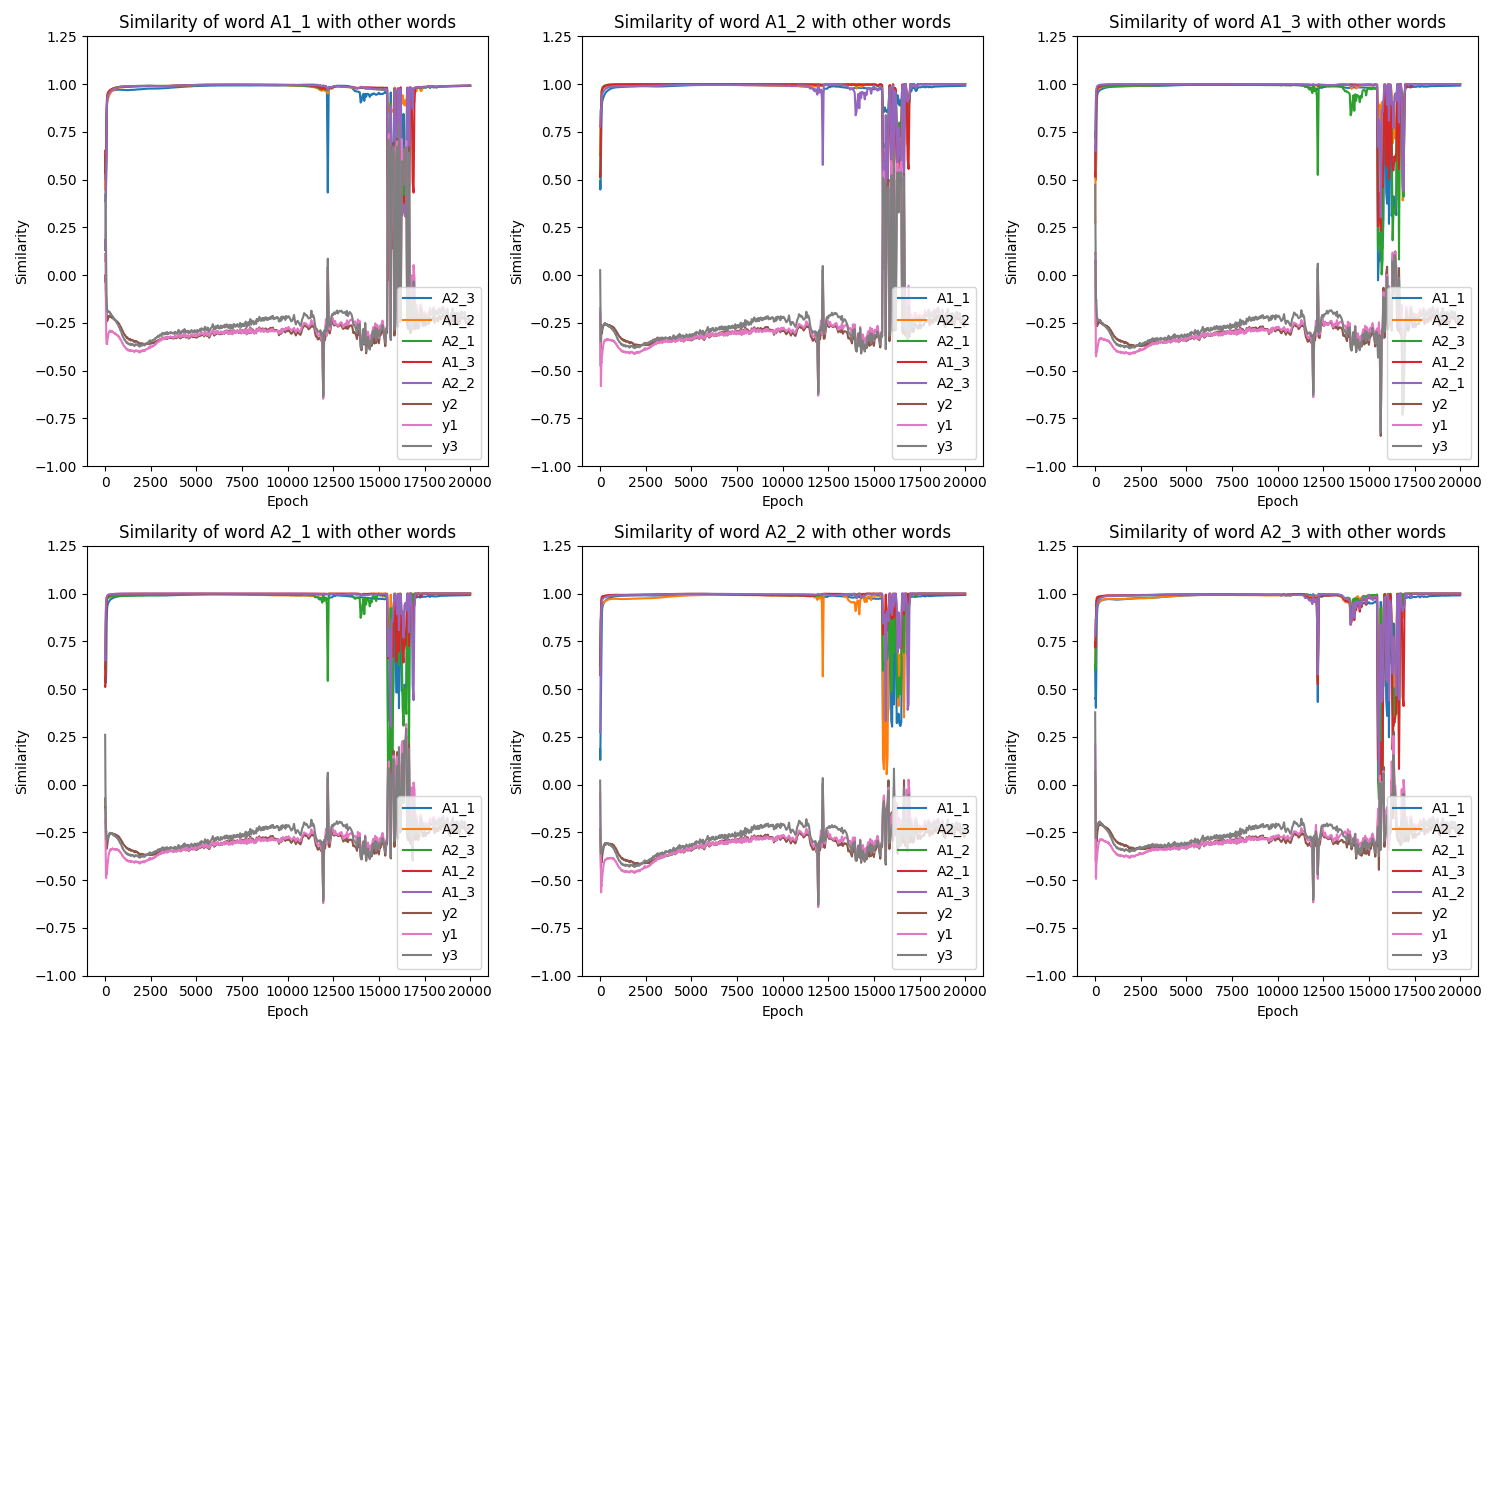 Similarity of word A1_1 with other words
1.25
1.00
0.75
0.50
0.25
0.00
−0.25
−0.50
−0.75
−1.00
Similarity
0 2500 5000 7500 10000 12500 15000 17500 20000
Epoch
A2_3
A1_2
A2_1
A1_3
A2_2
y2
y1
y3
Similarity of word A1_2 with other words
1.25
1.00
0.75
0.50
0.25
0.00
−0.25
−0.50
−0.75
−1.00
Similarity
0 2500 5000 7500 10000 12500 15000 17500 20000
Epoch
A1_1
A2_2
A2_1
A1_3
A2_3
y2
y1
y3
Similarity of word A1_3 with other words
1.25
1.00
0.75
0.50
0.25
0.00
−0.25
−0.50
−0.75
−1.00
Similarity
0 2500 5000 7500 10000 12500 15000 17500 20000
Epoch
A1_1
A2_2
A2_3
A1_2
A2_1
y2
y1
y3
Similarity of word A2_1 with other words
1.25
1.00
0.75
0.50
0.25
0.00
−0.25
−0.50
−0.75
−1.00
Similarity
0 2500 5000 7500 10000 12500 15000 17500 20000
Epoch
A1_1
A2_2
A2_3
A1_2
A1_3
y2
y1
y3
Similarity of word A2_2 with other words
1.25
1.00
0.75
0.50
0.25
0.00
−0.25
−0.50
−0.75
−1.00
Similarity
0 2500 5000 7500 10000 12500 15000 17500 20000
Epoch
A1_1
A2_3
A1_2
A2_1
A1_3
y2
y1
y3
Similarity of word A2_3 with other words
1.25
1.00
0.75
0.50
0.25
0.00
−0.25
−0.50
−0.75
−1.00
Similarity
0 2500 5000 7500 10000 12500 15000 17500 20000
Epoch
A1_1
A2_2
A2_1
A1_3
A1_2
y2
y1
y3